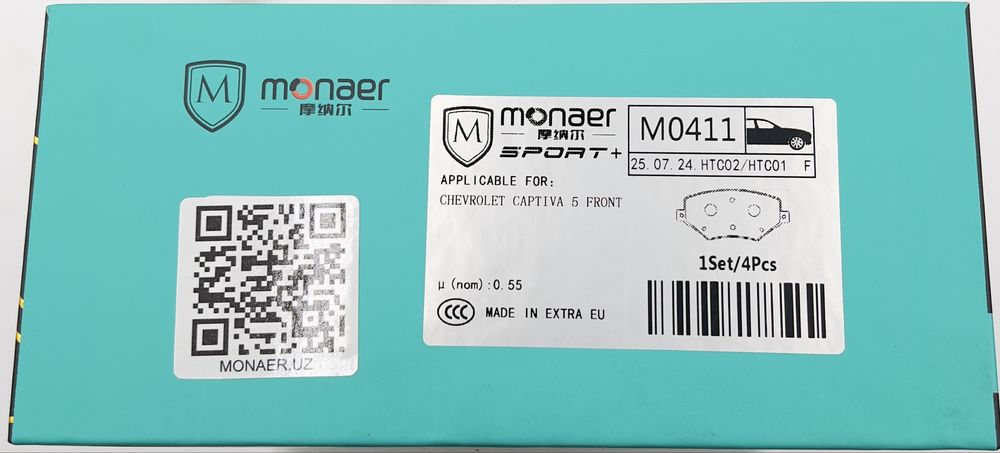 M monaer
摩纳尔
MONAER.UZ
M monaer
摩纳尔
SPORT+
M0411
25.07.24.HTC02/HTC01 F
APPLICABLE FOR:
CHEVROLET CAPTIVA 5 FRONT
1Set/4Pcs
μ(nom):0.55
CCC MADE IN EXTRA EU